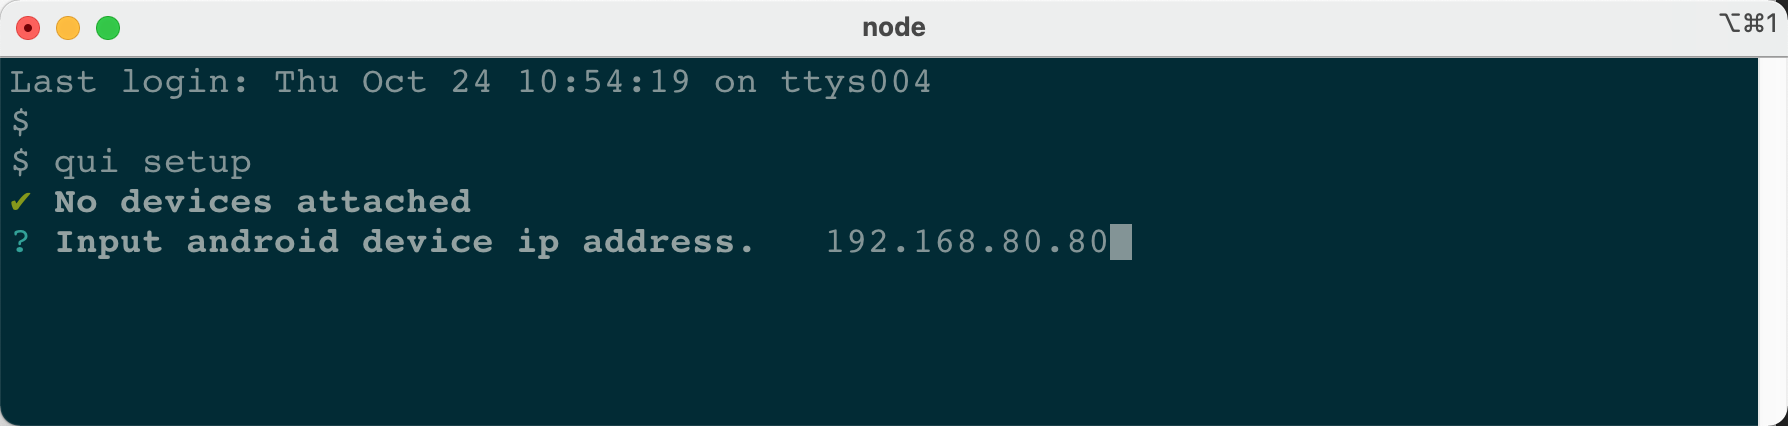 node
⌥⌘1
Last login: Thu Oct 24 10:54:19 on ttys004
$
$ qui setup
✔ No devices attached
? Input android device ip address.   192.168.80.80